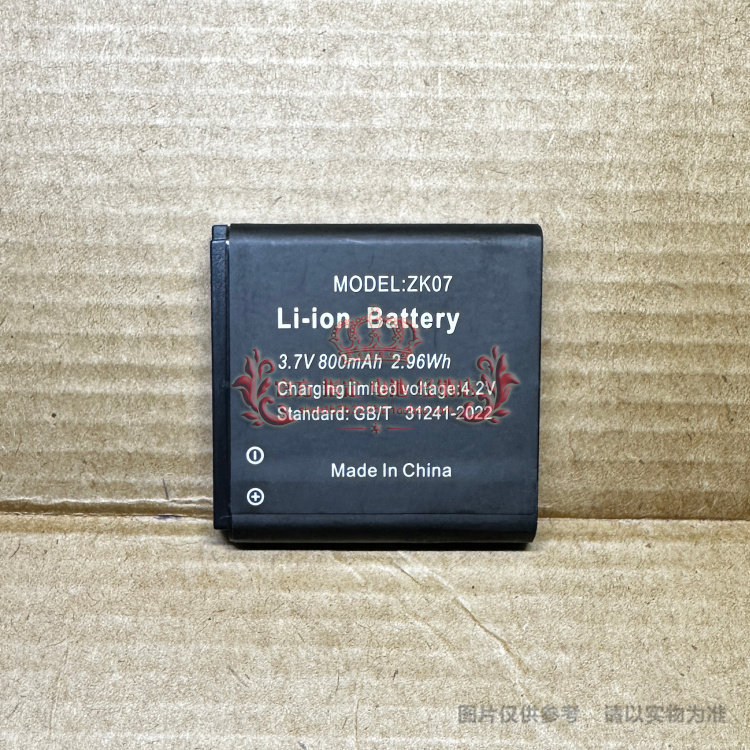 MODEL:ZK07
Li-ion Battery
3.7V 800mAh 2.96Wh
Charging limited voltage:4.2V
Standard: GB/T 31241-2022
Made In China
图片仅供参考 请以实物为准